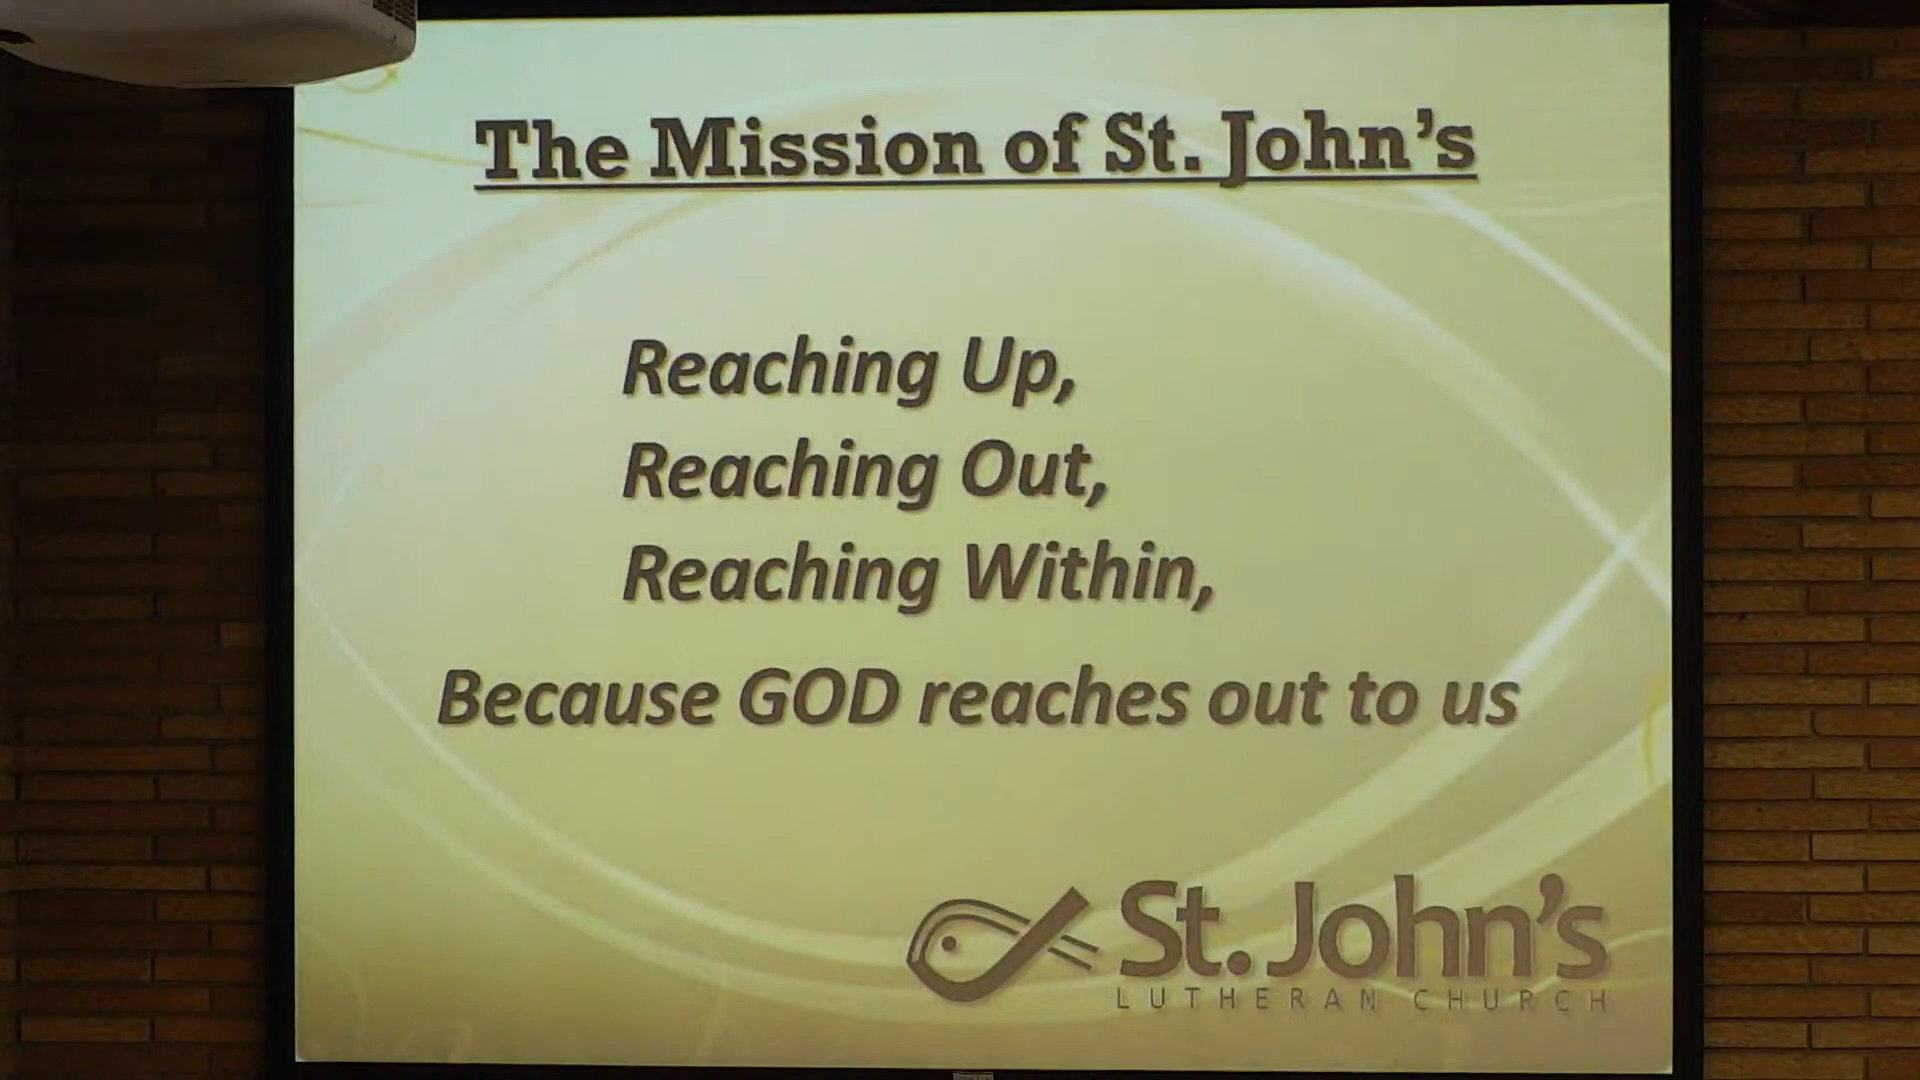 The Mission of St. John's
Reaching Up,
Reaching Out,
Reaching Within,
Because GOD reaches out to us
St. John's
LUTHERAN CHURCH